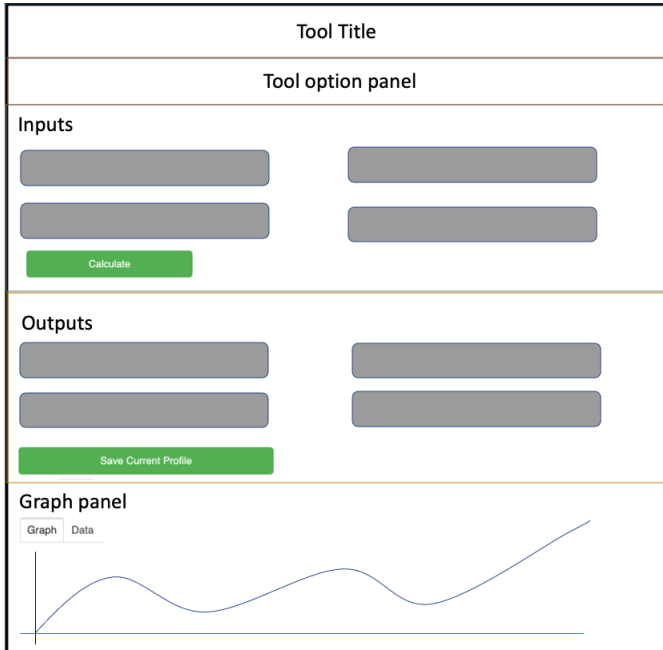 Tool Title
Tool option panel
Inputs
Calculate
Outputs
Save Current Profile
Graph panel
Graph Data